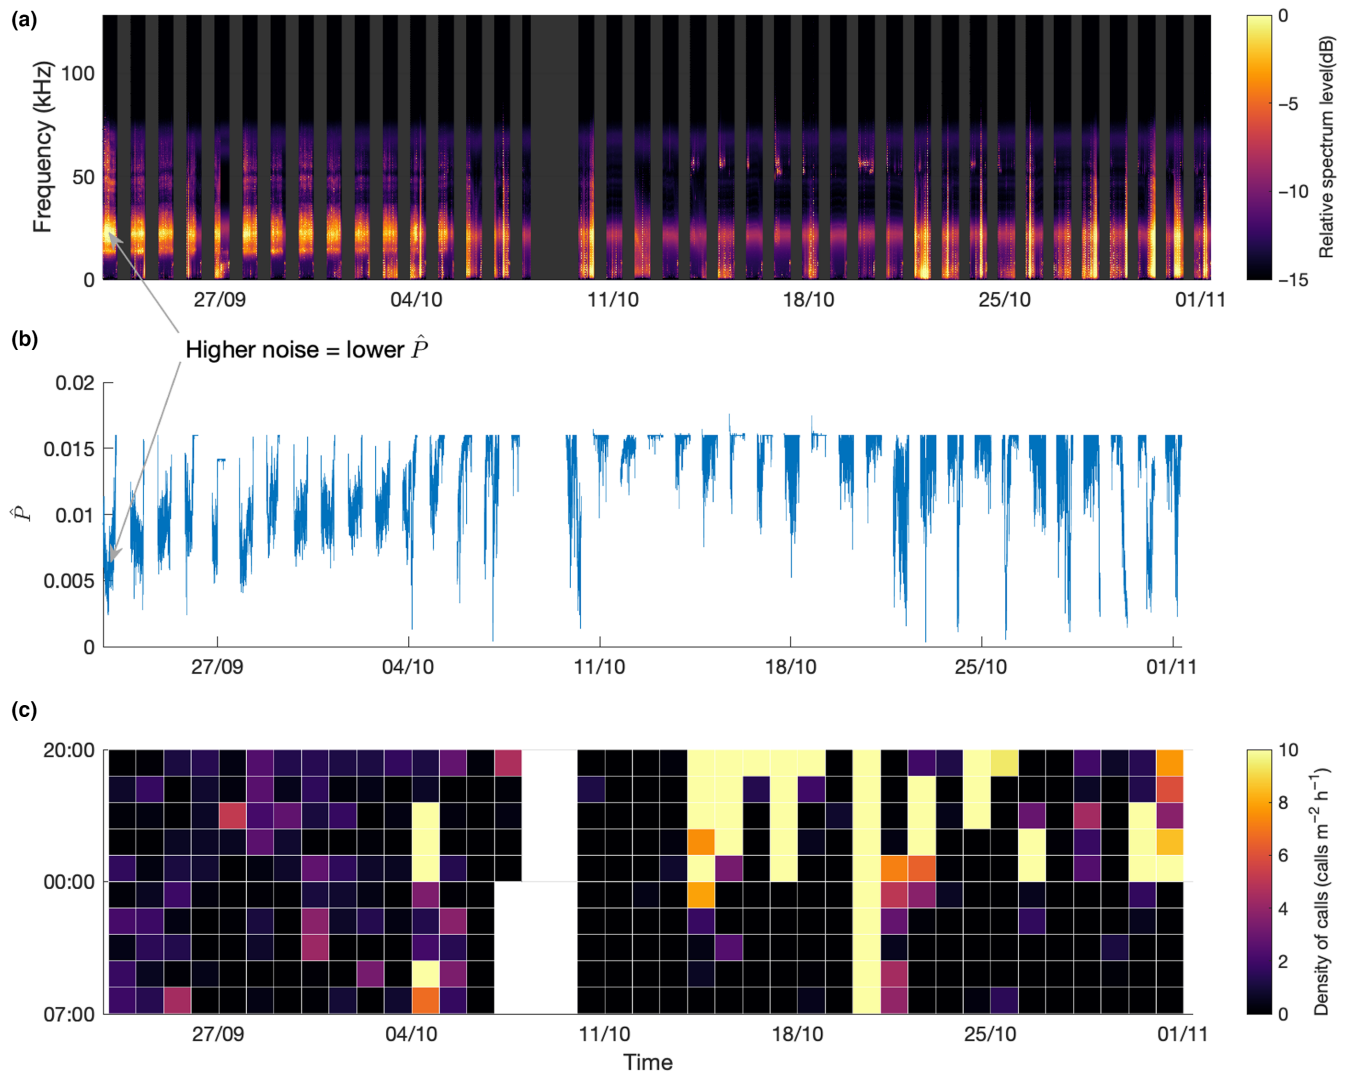 (a)
Frequency (kHz)
100
50
0
27/09 04/10 11/10 18/10 25/10 01/11
0
−5
−10
−15
Relative spectrum level(dB)
Higher noise = lower P̂
(b)
P̂
0.02
0.015
0.01
0.005
0
27/09 04/10 11/10 18/10 25/10 01/11
(c)
20:00
00:00
07:00
27/09 04/10 11/10 18/10 25/10 01/11
Time
10
8
6
4
2
0
Density of calls (calls m⁻² h⁻¹)